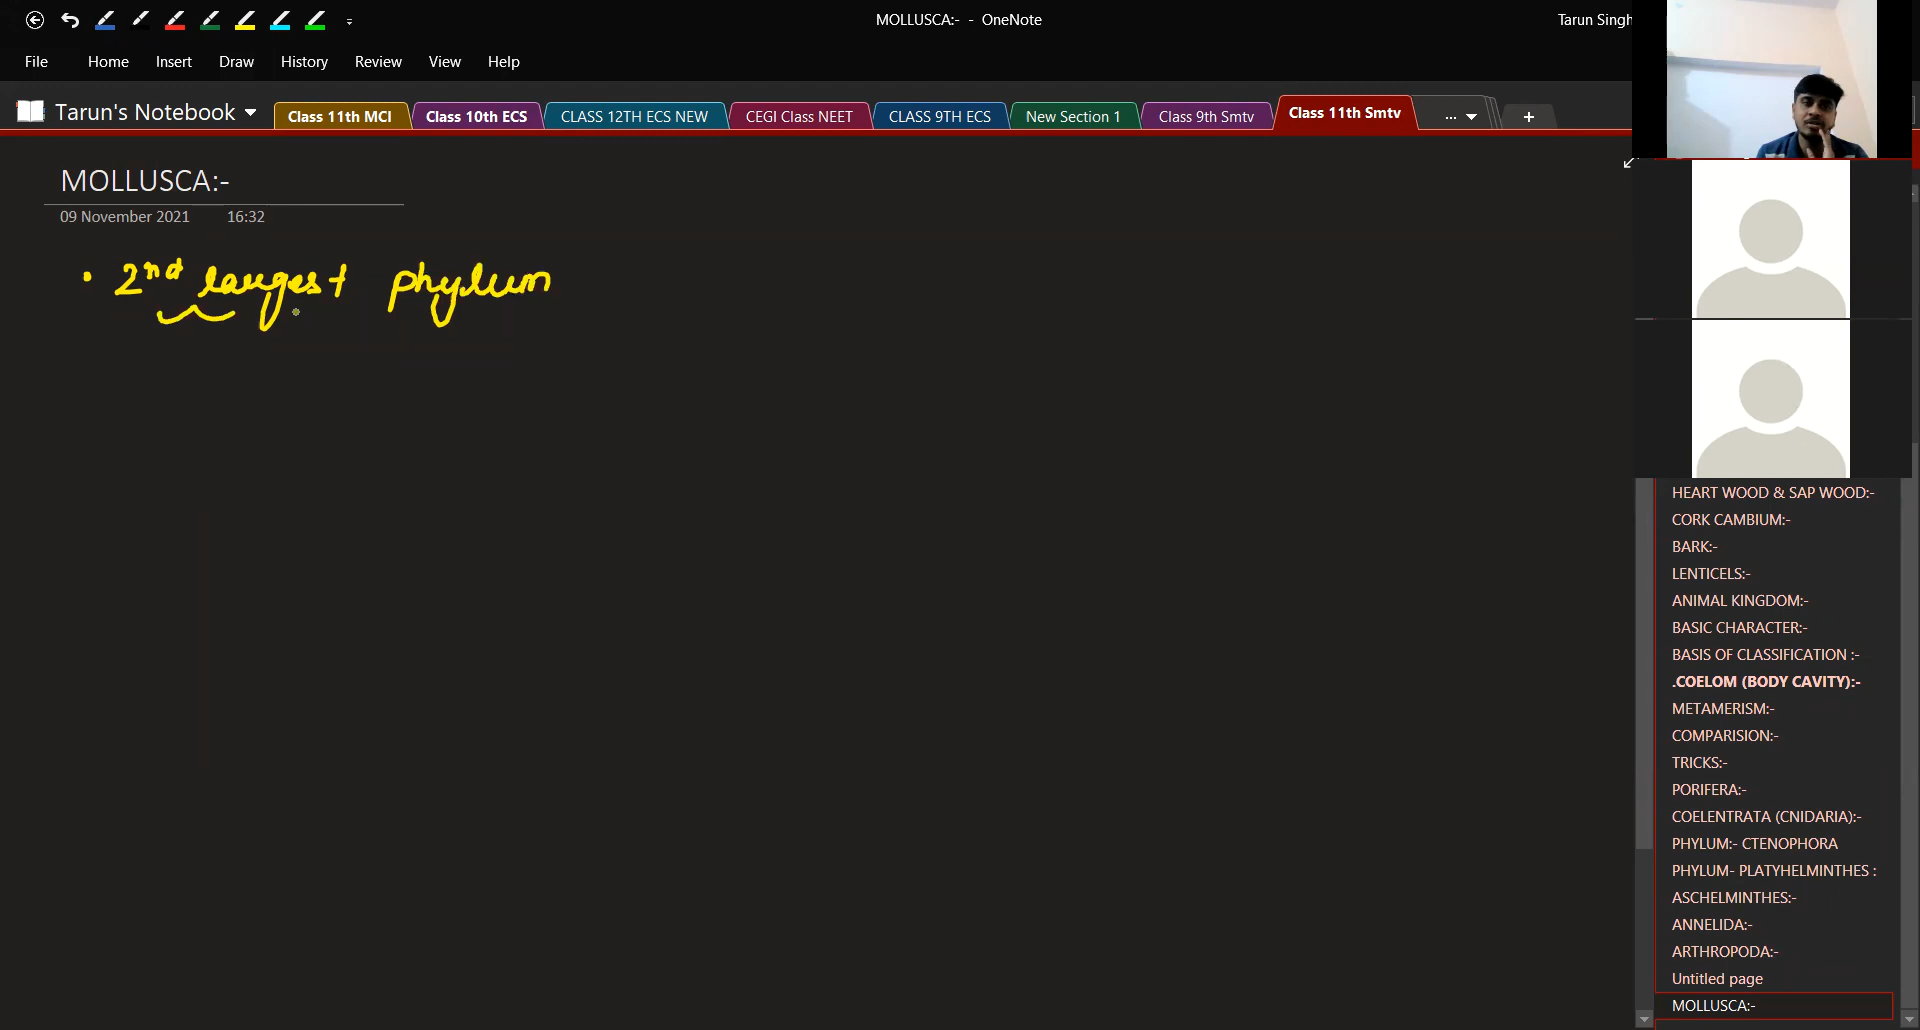 MOLLUSCA:- - OneNote
Tarun Singh
File Home Insert Draw History Review View Help
Tarun's Notebook
Class 11th MCI
Class 10th ECS
CLASS 12TH ECS NEW
CEGI Class NEET
CLASS 9TH ECS
New Section 1
Class 9th Smtv
Class 11th Smtv
...
+
MOLLUSCA:-
09 November 2021 16:32
• 2nd largest phylum
HEART WOOD & SAP WOOD:-
CORK CAMBIUM:-
BARK:-
LENTICELS:-
ANIMAL KINGDOM:-
BASIC CHARACTER:-
BASIS OF CLASSIFICATION :-
.COELOM (BODY CAVITY):-
METAMERISM:-
COMPARISION:-
TRICKS:-
PORIFERA:-
COELENTRATA (CNIDARIA):-
PHYLUM:- CTENOPHORA
PHYLUM- PLATYHELMINTHES :
ASCHELMINTHES:-
ANNELIDA:-
ARTHROPODA:-
Untitled page
MOLLUSCA:-